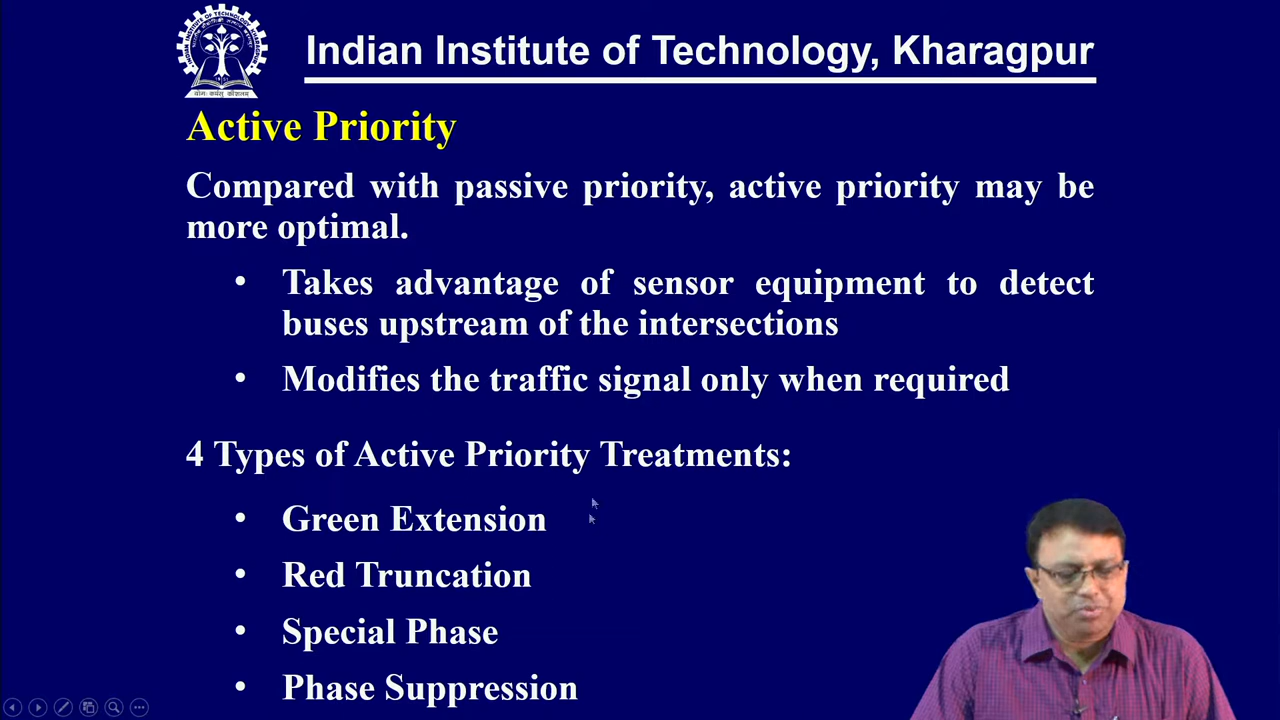 Indian Institute of Technology, Kharagpur
Active Priority
Compared with passive priority, active priority may be
more optimal.
• Takes advantage of sensor equipment to detect
buses upstream of the intersections
• Modifies the traffic signal only when required
4 Types of Active Priority Treatments:
• Green Extension
• Red Truncation
• Special Phase
• Phase Suppression